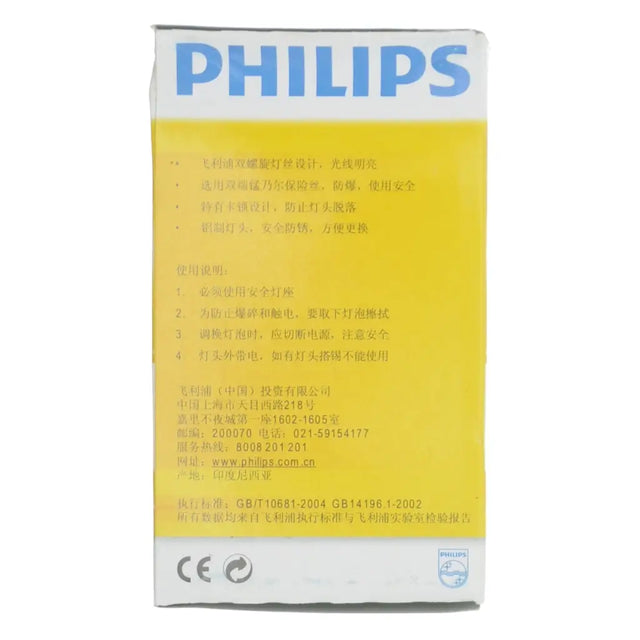 PHILIPS
飞利浦双螺旋灯丝设计，光线明亮
选用双端锰乃尔保险丝，防爆，使用安全
特有卡锁设计，防止灯头脱落
铝制灯头，安全防锈，方便更换
使用说明：
1. 必须使用安全灯座
2. 为防止爆碎和触电，要取下灯泡擦拭
3. 调换灯泡时，应切断电源，注意安全
4 灯头外带电，如有灯头搭锡不能使用
飞利浦（中国）投资有限公司
中国上海市天目西路218号
嘉里不夜城第一座1602-1605室
邮编：200070 电话：021-59154177
服务热线：8008 201 201
网址：www.philips.com.cn
产地：印度尼西亚
执行标准：GB/T10681-2004 GB14196.1-2002
所有数据均来自飞利浦执行标准与飞利浦实验室检验报告
CE
PHILIPS